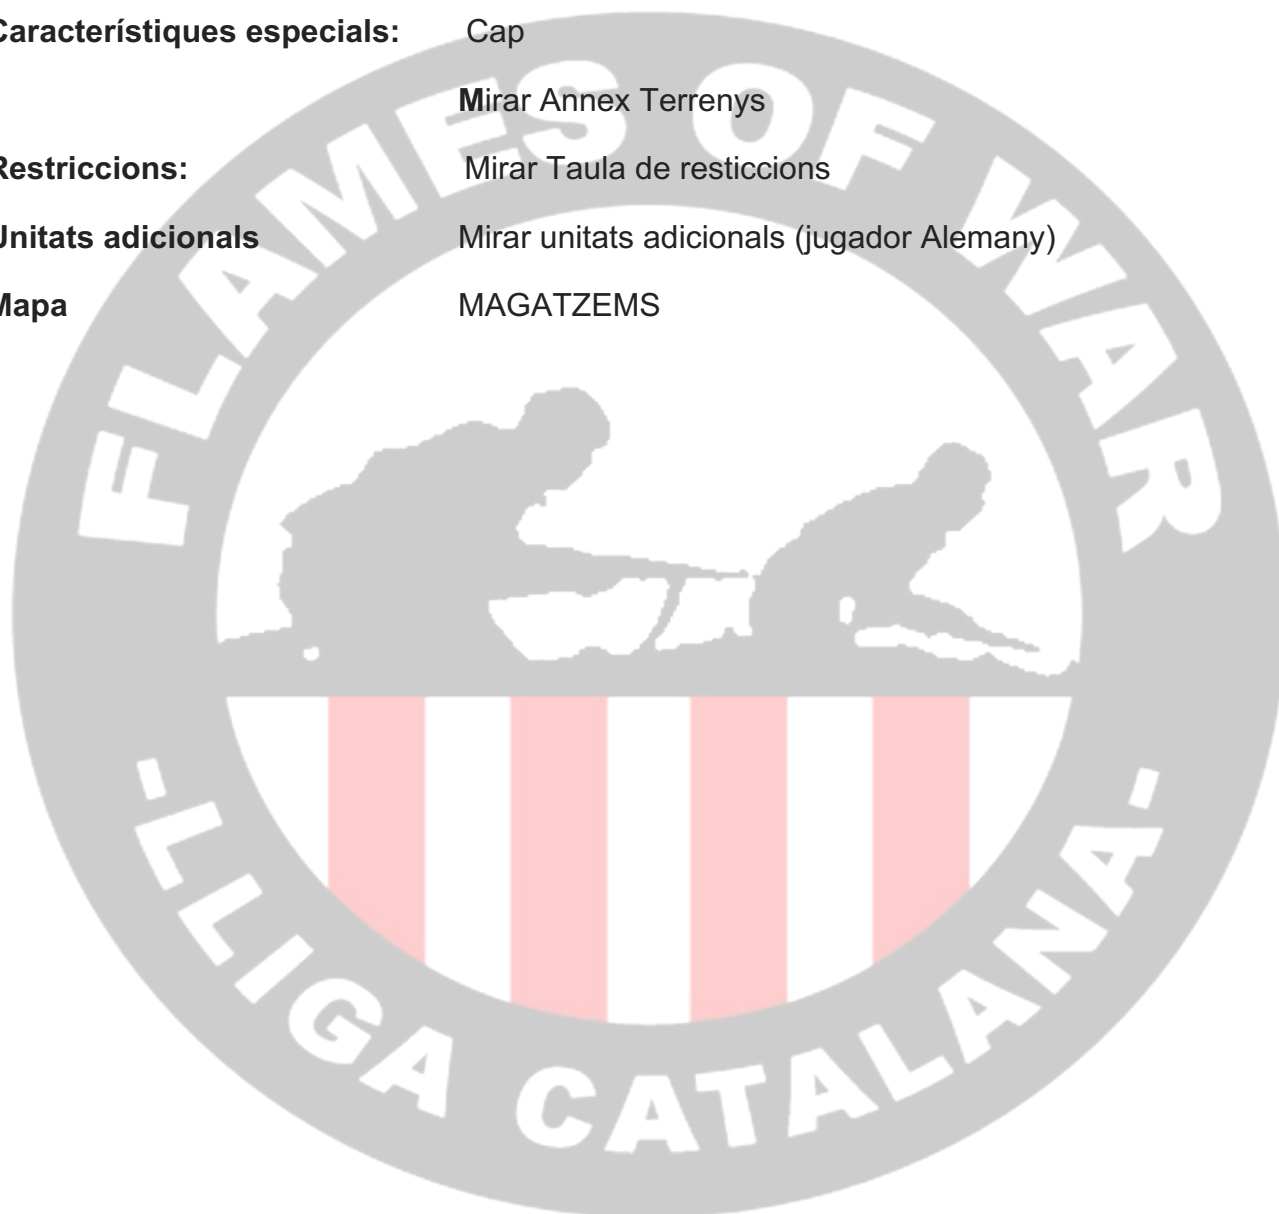 Característiques especials: Cap
Mirar Annex Terrenys
Restriccions: Mirar Taula de resticcions
Unitats adicionals Mirar unitats adicionals (jugador Alemany)
Mapa MAGATZEMS
FLAMES OF WAR
-LLIGA CATALANA-